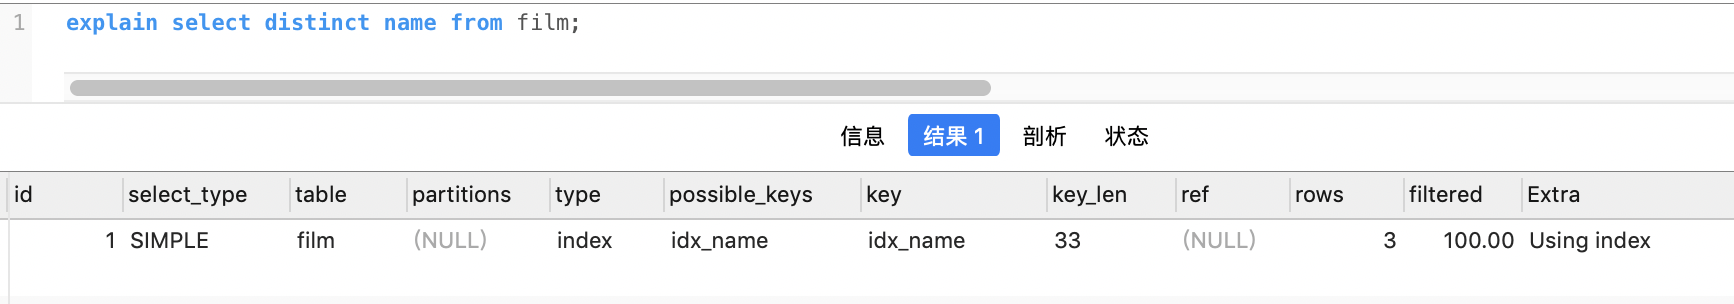 1 explain select distinct name from film;
信息 结果 1 剖析 状态
id select_type table partitions type possible_keys key key_len ref rows filtered Extra
1 SIMPLE film (NULL) index idx_name idx_name 33 (NULL) 3 100.00 Using index